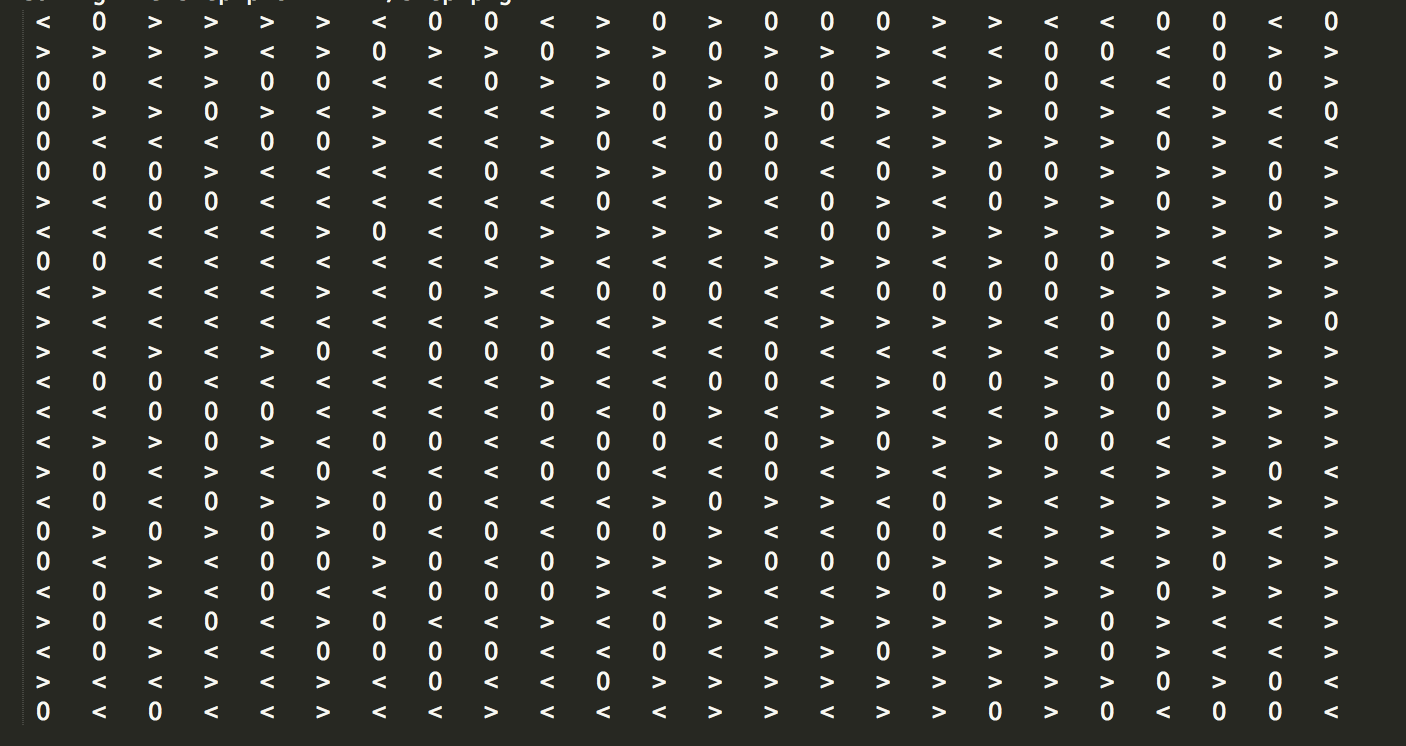 < 0 > > > > < 0 0 < > 0 > 0 0 0 > > < < 0 0 < 0
> > > > < > 0 > > 0 > > 0 > > > < < 0 0 < 0 > >
0 0 < > 0 0 < < 0 > > 0 > 0 0 > < > 0 < < 0 0 >
0 > > 0 > < > < < < > 0 0 > 0 > > > 0 > < > < 0
0 < < < 0 0 > < < > 0 < 0 0 < < > > > > 0 > < <
0 0 0 > < < < < 0 < > > 0 0 < 0 > 0 0 > > > 0 >
> < 0 0 < < < < < < 0 < > < 0 > < 0 > > 0 > 0 >
< < < < < > 0 < 0 > > > > < 0 0 > > > > > > > >
0 0 < < < < < < < > < < < > > > < > 0 0 > < > >
< > < < < > < 0 > < 0 0 0 < < 0 0 0 0 > > > > >
> < < < < < < < < > < > < < > > > > < 0 0 > > 0
> < > < > 0 < 0 0 0 < < < 0 < < < > < > 0 > > >
< 0 0 < < < < < < > < < 0 0 < > 0 0 > 0 0 > > >
< < 0 0 0 < < < < 0 < 0 > < > > < < > > 0 > > >
< > > 0 > < 0 0 < < 0 0 < 0 > 0 > > 0 0 < > > >
> 0 < > < 0 < < < 0 0 < < 0 < > < > > < > > 0 <
< 0 < 0 > > 0 0 < < < > 0 > > < 0 > < > > > > >
0 > 0 > 0 > 0 < 0 < 0 0 > < < 0 0 < > > > > < >
0 < > < 0 0 > 0 < 0 > > > 0 0 0 > > > < > 0 > >
< 0 > < 0 < < 0 0 0 > < > < < > 0 > > > 0 > > >
> 0 < 0 < > 0 < < > < 0 > < > > > > > 0 > < < >
< 0 > < < 0 0 0 0 < < 0 < > > 0 > > > 0 > < < >
> < < > < > < 0 < < 0 > > > > > > > > > 0 > 0 <
0 < 0 < < > < < > < < < > > < > > 0 > 0 < 0 0 <